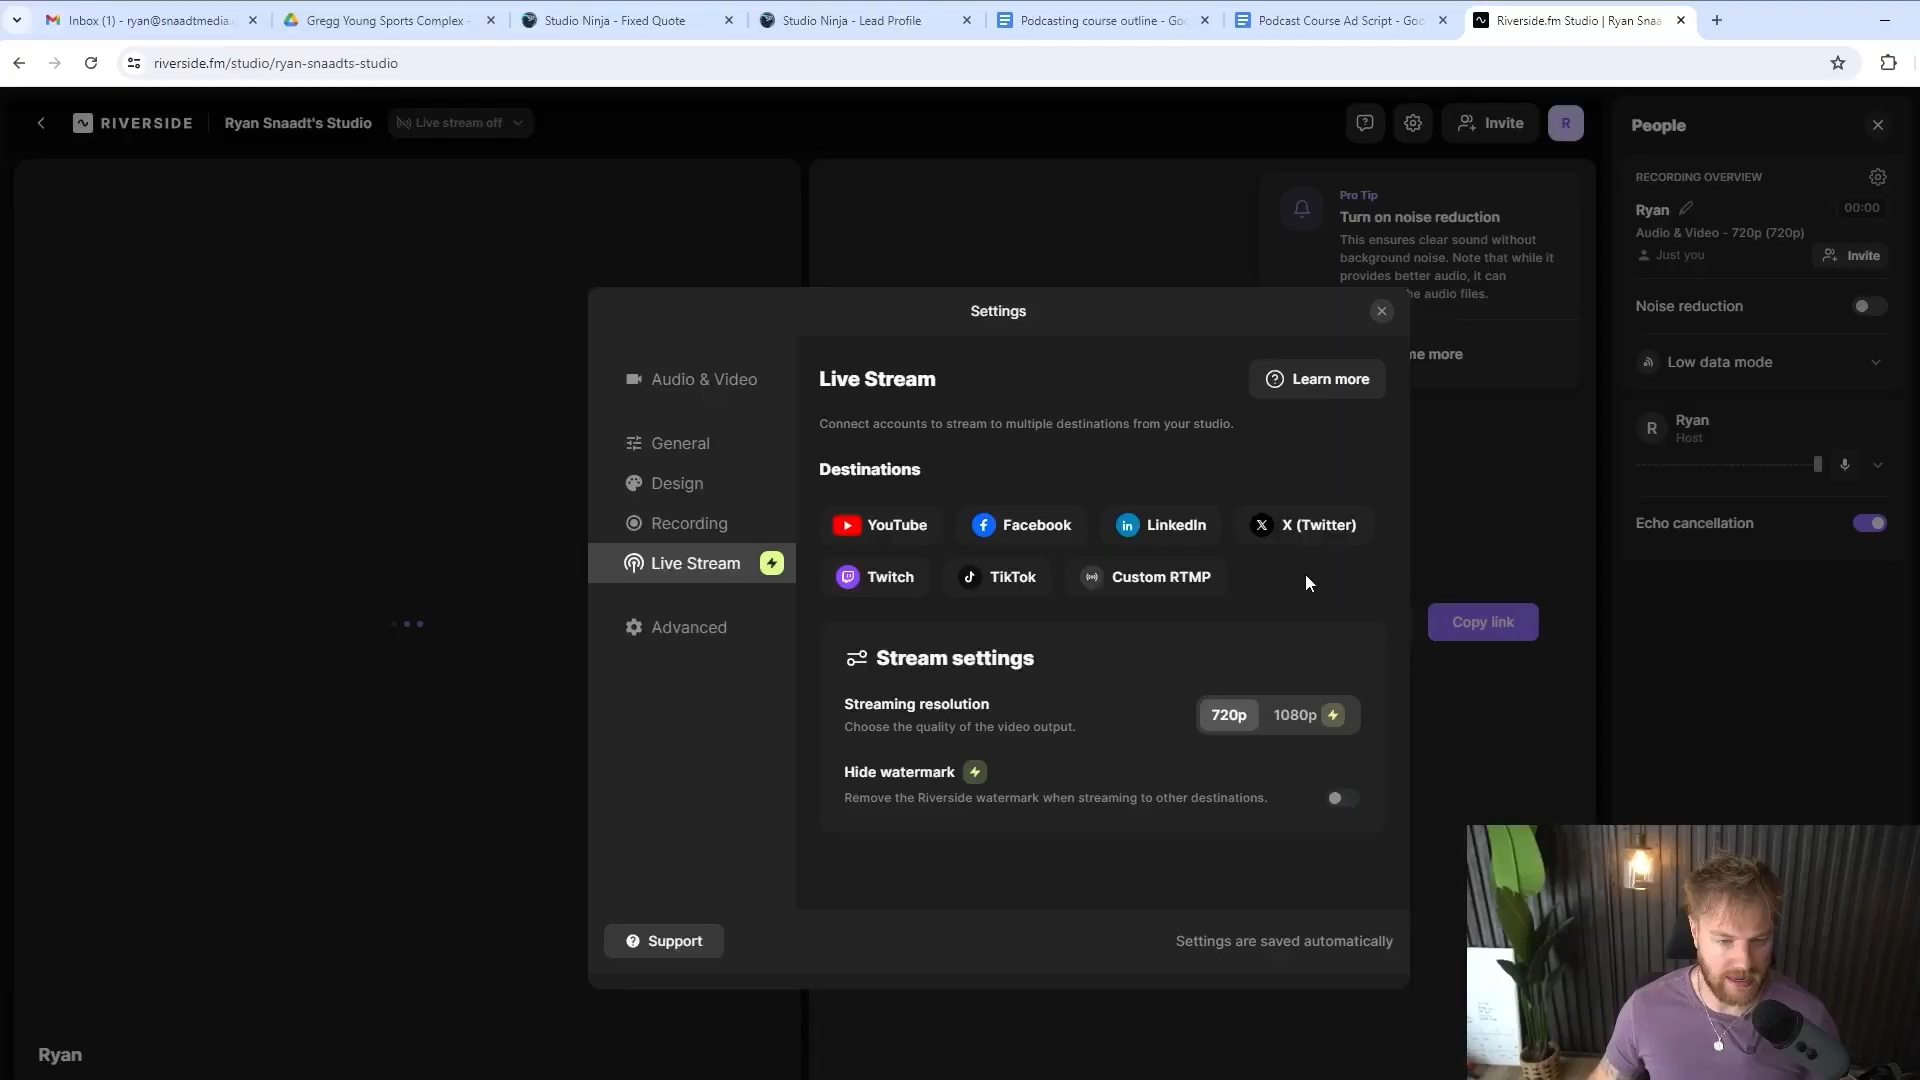 Inbox (1) - ryan@snaadtmedia.
Gregg Young Sports Complex -
Studio Ninja - Fixed Quote
Studio Ninja - Lead Profile
Podcasting course outline - Goo
Podcast Course Ad Script - Goo
Riverside.fm Studio | Ryan Snaa
riverside.fm/studio/ryan-snaadts-studio
RIVERSIDE
Ryan Snaadt's Studio
Live stream off
Invite
R
People
RECORDING OVERVIEW
Ryan
00:00
Audio & Video - 720p (720p)
Just you
Invite
Noise reduction
Low data mode
R
Ryan
Host
Echo cancellation
Pro Tip
Turn on noise reduction
This ensures clear sound without
background noise. Note that while it
provides better audio, it can
he audio files.
me more
Copy link
Settings
Audio & Video
General
Design
Recording
Live Stream
Advanced
Support
Live Stream
Learn more
Connect accounts to stream to multiple destinations from your studio.
Destinations
YouTube
Facebook
LinkedIn
X (Twitter)
Twitch
TikTok
Custom RTMP
Stream settings
Streaming resolution
Choose the quality of the video output.
720p
1080p
Hide watermark
Remove the Riverside watermark when streaming to other destinations.
Settings are saved automatically
Ryan